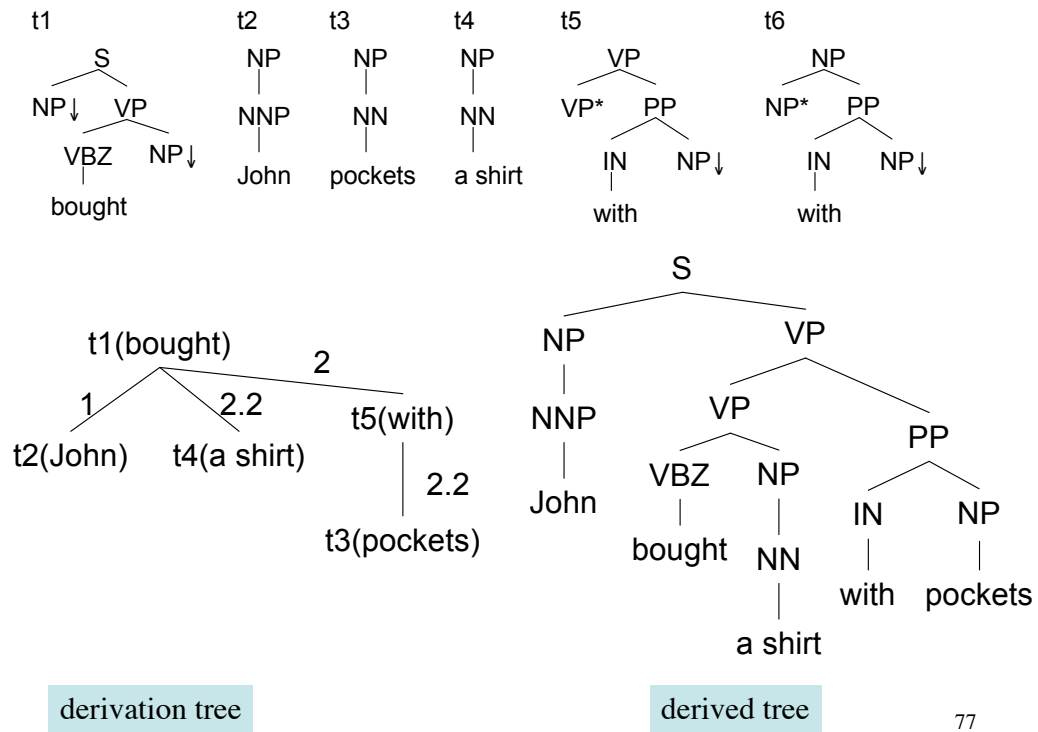 t1 t2 t3 t4 t5 t6
S NP NP NP VP NP
NP↓ VP NNP NN NN VP* PP NP* PP
VBZ NP↓ John pockets a shirt IN NP↓ IN NP↓
bought with with
S
t1(bought) NP VP
1 2.2 2
t2(John) t4(a shirt) t5(with) NNP VP PP
2.2 John VBZ NP IN NP
t3(pockets) bought NN with pockets
a shirt
derivation tree derived tree 77